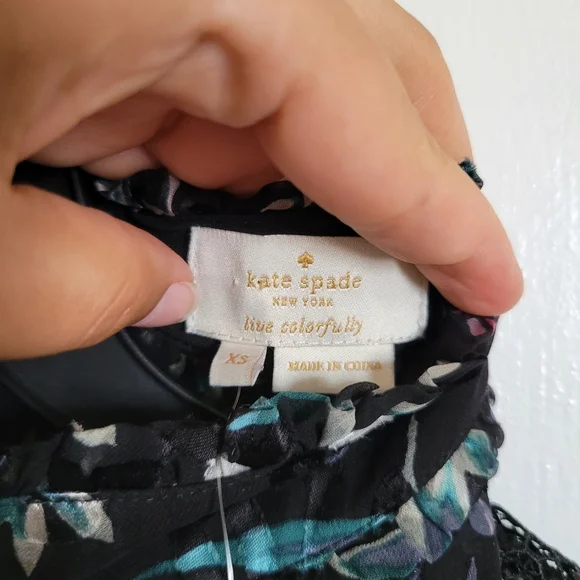 kate spade
NEW YORK
live colorfully
XS
MADE IN CHINA